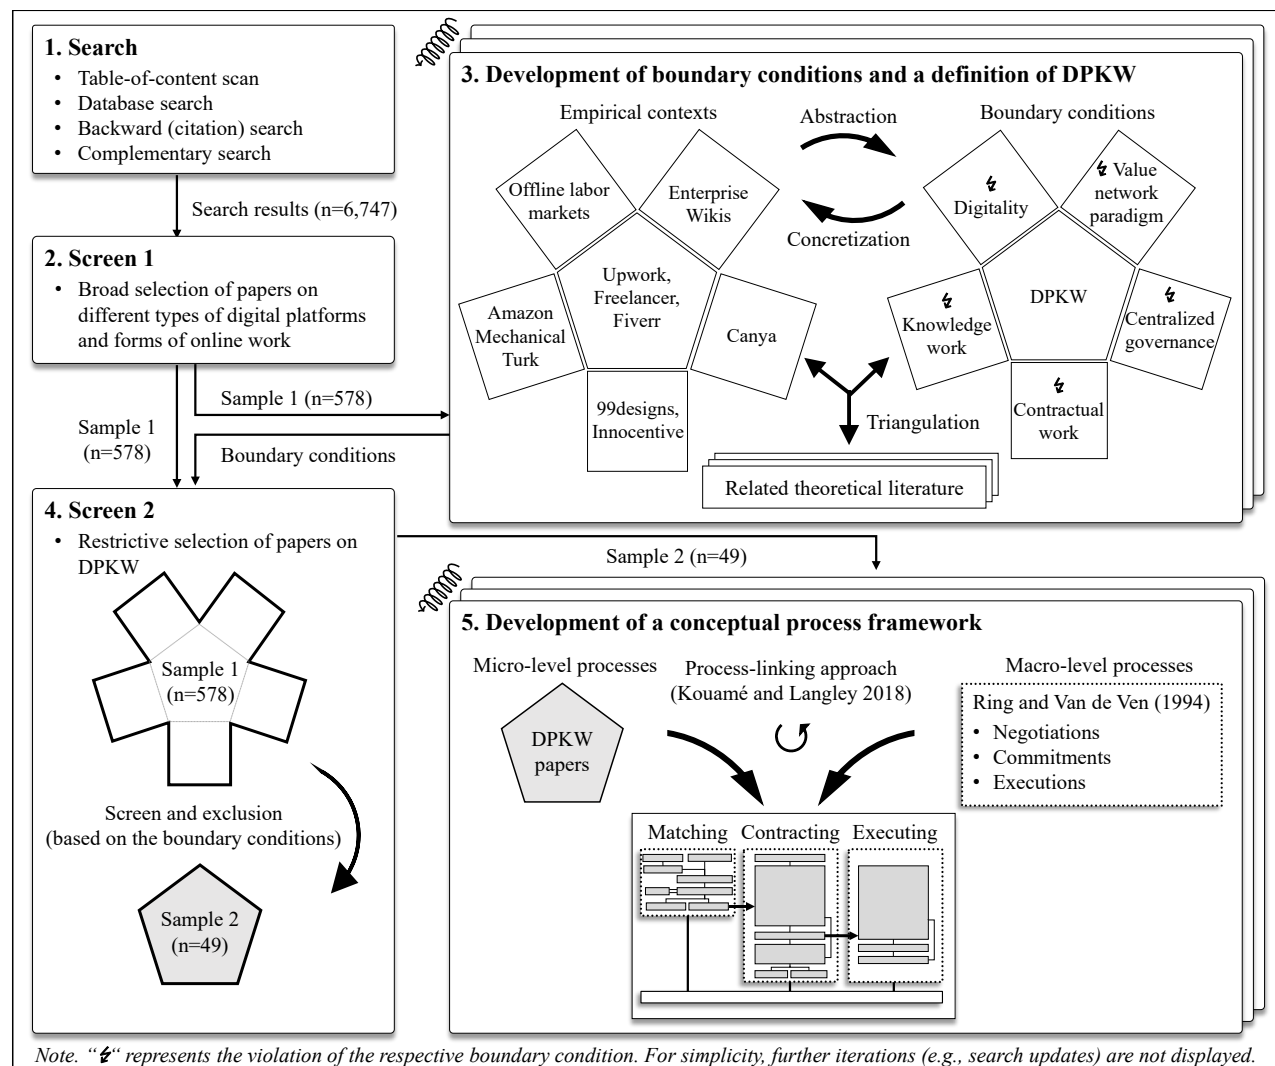 1. Search
• Table-of-content scan
• Database search
• Backward (citation) search
• Complementary search
Search results (n=6,747)
2. Screen 1
• Broad selection of papers on
different types of digital platforms
and forms of online work
Sample 1 (n=578)
Sample 1
(n=578)
Boundary conditions
3. Development of boundary conditions and a definition of DPKW
Empirical contexts
Abstraction
Boundary conditions
Offline labor
markets
Enterprise
Wikis
Upwork,
Freelancer,
Fiverr
Amazon
Mechanical
Turk
Canya
99designs,
Innocentive
Concretization
Digitality
Value
network
paradigm
DPKW
Knowledge
work
Centralized
governance
Contractual
work
Triangulation
Related theoretical literature
4. Screen 2
• Restrictive selection of papers on
DPKW
Sample 1
(n=578)
Screen and exclusion
(based on the boundary conditions)
Sample 2
(n=49)
Sample 2 (n=49)
5. Development of a conceptual process framework
Micro-level processes
DPKW
papers
Process-linking approach
(Kouamé and Langley 2018)
Macro-level processes
Ring and Van de Ven (1994)
• Negotiations
• Commitments
• Executions
Matching Contracting Executing
Note. “↯“ represents the violation of the respective boundary condition. For simplicity, further iterations (e.g., search updates) are not displayed.